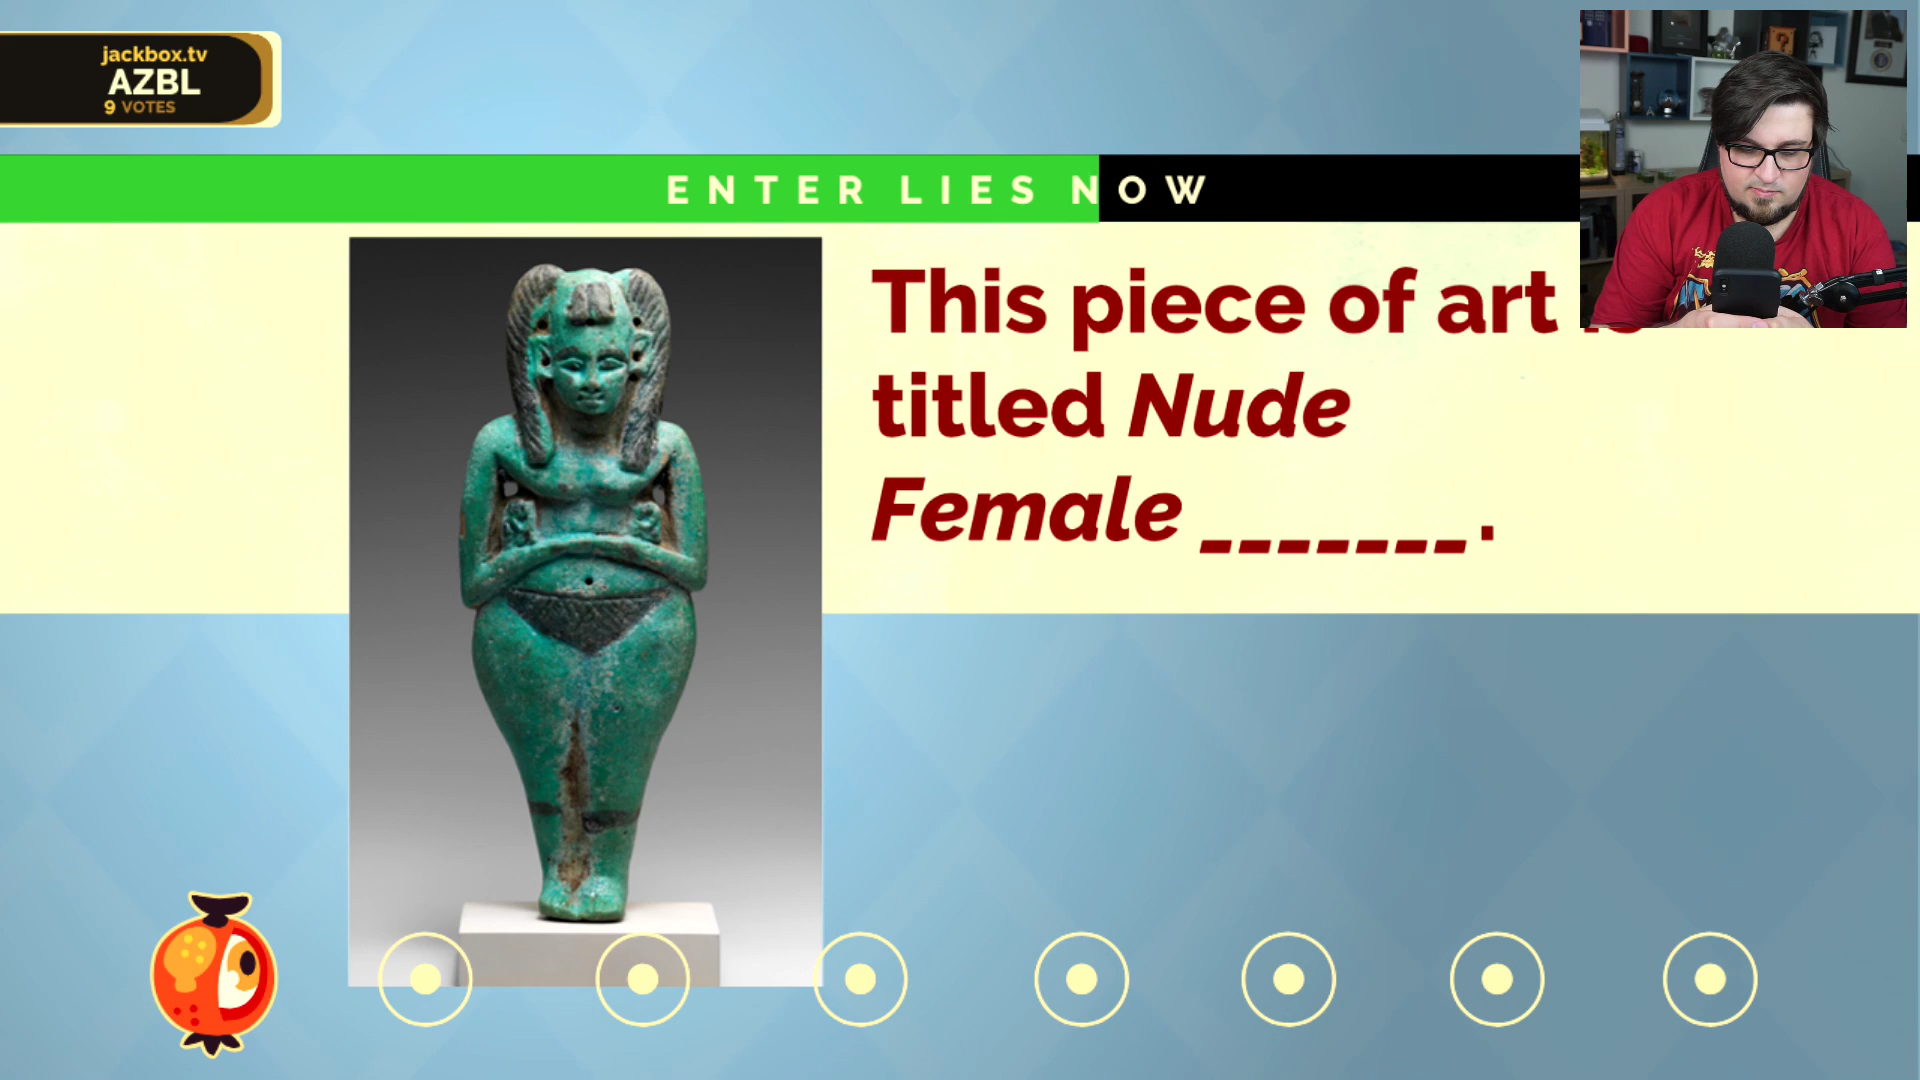 jackbox.tv
AZBL
9 VOTES
ENTER LIES NOW
This piece of art
titled Nude
Female _______.